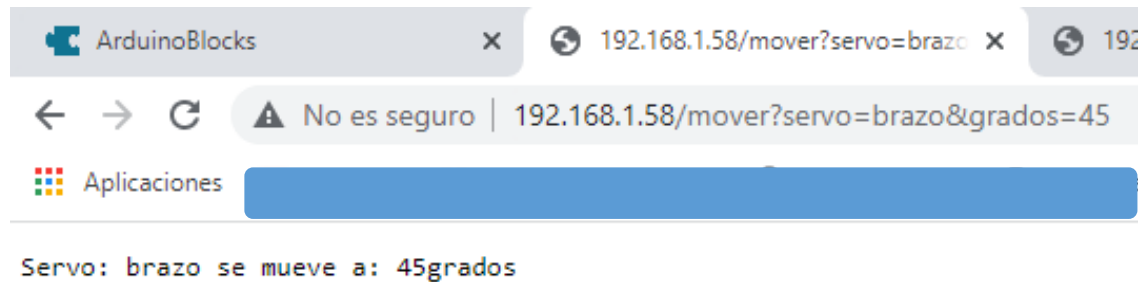 ArduinoBlocks
192.168.1.58/mover?servo=brazo
192
No es seguro | 192.168.1.58/mover?servo=brazo&grados=45
Aplicaciones
Servo: brazo se mueve a: 45grados